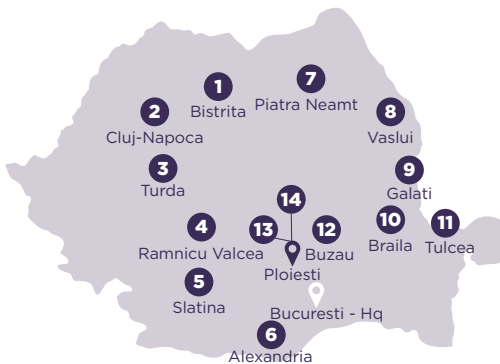 1
Bistrita
7
Piatra Neamt
2
Cluj-Napoca
8
Vaslui
3
Turda
9
Galati
14
4
Ramnicu Valcea
13
12
Buzau
10
Braila
11
Tulcea
Ploiesti
5
Slatina
Bucuresti - Hq
6
Alexandria